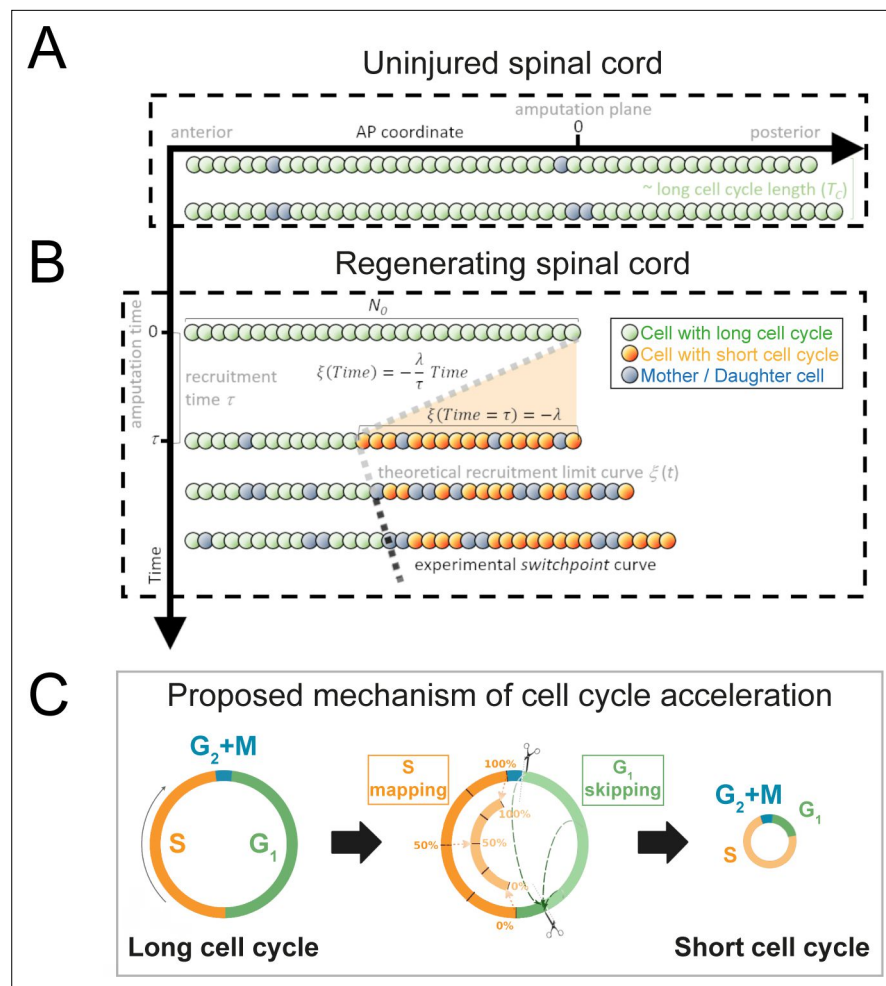 A
Uninjured spinal cord
amputation plane
anterior
AP coordinate
0
posterior
~ long cell cycle length (T_C)
B
Regenerating spinal cord
amputation time
0
N_0
Cell with long cell cycle
Cell with short cell cycle
Mother / Daughter cell
recruitment
time τ
ξ(Time) = −λ/τ Time
ξ(Time = τ) = −λ
τ
theoretical recruitment limit curve ξ(t)
Time
experimental switchpoint curve
C
Proposed mechanism of cell cycle acceleration
G₂+M
S
G₁
Long cell cycle
S
mapping
G₁
skipping
100%
100%
50%
50%
0%
0%
G₂+M
G₁
S
Short cell cycle